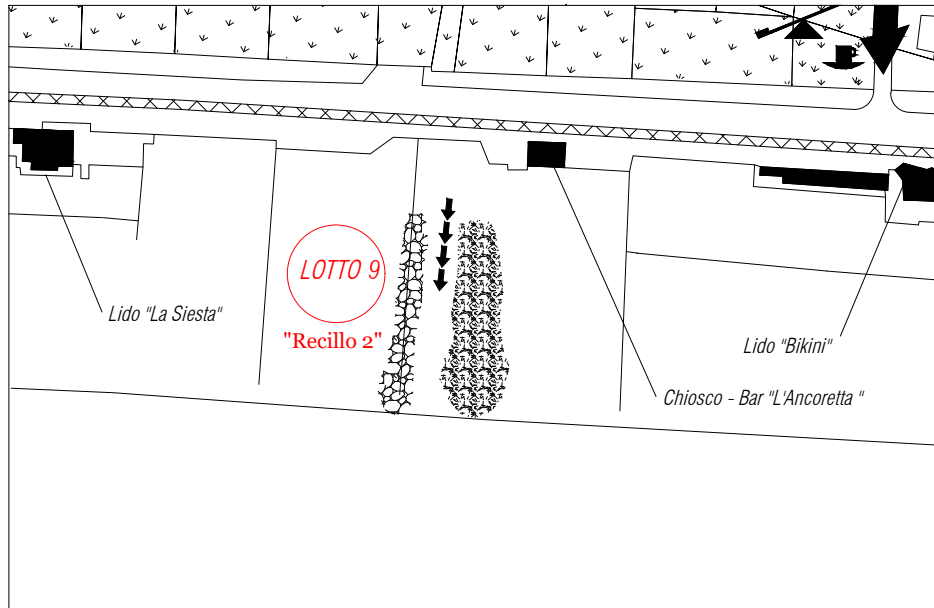 LOTTO 9
"Recillo 2"
Lido "La Siesta"
Lido "Bikini"
Chiosco - Bar "L'Ancoretta "